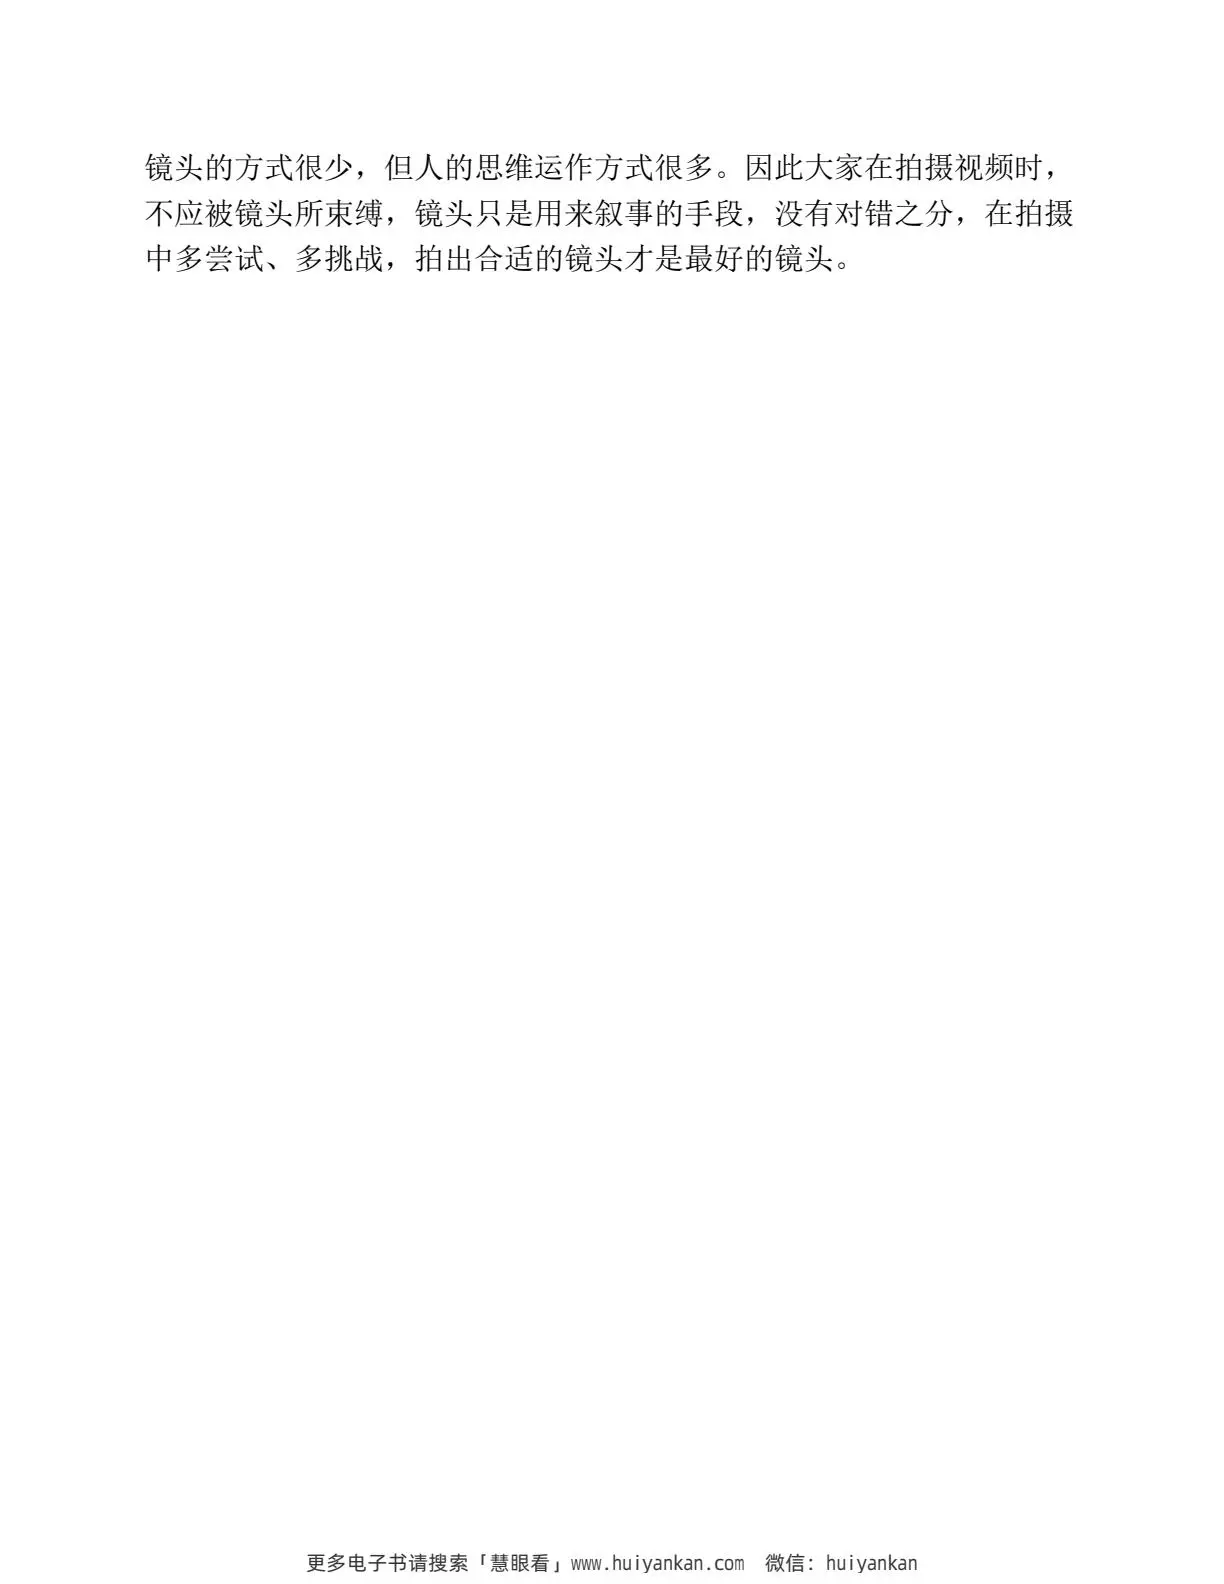 镜头的方式很少，但人的思维运作方式很多。因此大家在拍摄视频时，
不应被镜头所束缚，镜头只是用来叙事的手段，没有对错之分，在拍摄
中多尝试、多挑战，拍出合适的镜头才是最好的镜头。
更多电子书请搜索「慧眼看」www.huiyankan.com 微信：huiyankan